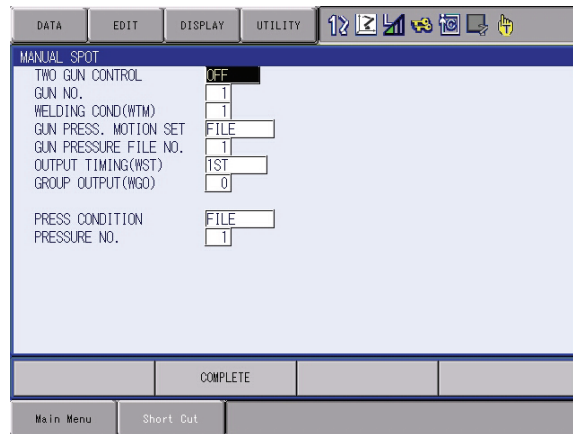 DATA EDIT DISPLAY UTILITY
MANUAL SPOT
TWO GUN CONTROL OFF
GUN NO. 1
WELDING COND(WTM) 1
GUN PRESS. MOTION SET FILE
GUN PRESSURE FILE NO. 1
OUTPUT TIMING(WST) 1ST
GROUP OUTPUT(WGO) 0
PRESS CONDITION FILE
PRESSURE NO. 1
COMPLETE
Main Menu Short Cut